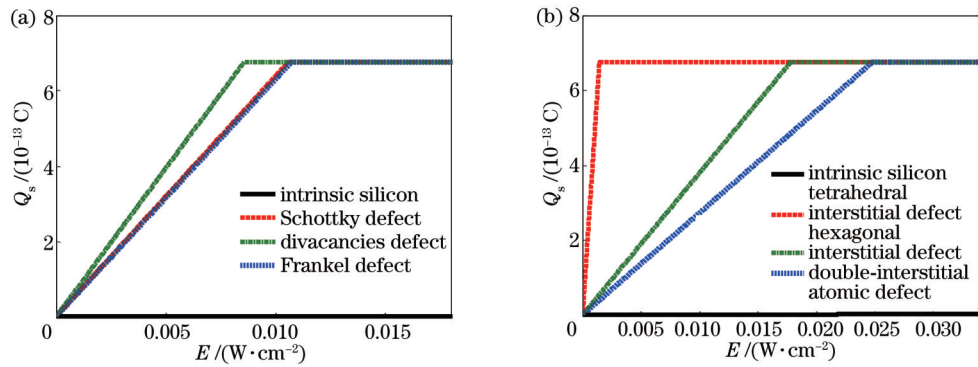 (a)
8
6
4
2
0
0.005
0.010
0.015
Q_s /(10⁻¹³ C)
E /(W·cm⁻²)
intrinsic silicon
Schottky defect
divacancies defect
Frankel defect
(b)
8
6
4
2
0
0.005
0.010
0.015
0.020
0.025
0.030
Q_s /(10⁻¹³ C)
E /(W·cm⁻²)
intrinsic silicon
tetrahedral
interstitial defect
hexagonal
interstitial defect
double-interstitial
atomic defect